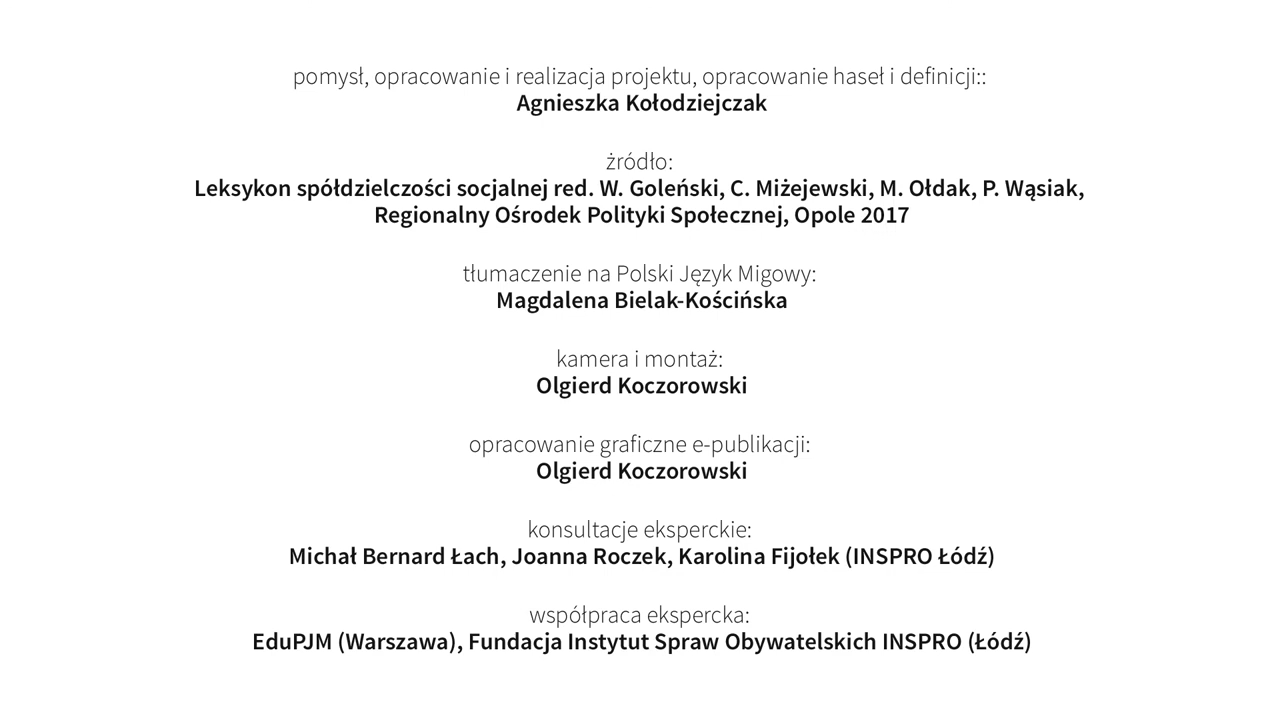 pomysł, opracowanie i realizacja projektu, opracowanie haseł i definicji::
Agnieszka Kołodziejczak
żródło:
Leksykon spółdzielczości socjalnej red. W. Goleński, C. Miżejewski, M. Ołdak, P. Wąsiak,
Regionalny Ośrodek Polityki Społecznej, Opole 2017
tłumaczenie na Polski Język Migowy:
Magdalena Bielak-Kościńska
kamera i montaż:
Olgierd Koczorowski
opracowanie graficzne e-publikacji:
Olgierd Koczorowski
konsultacje eksperckie:
Michał Bernard Łach, Joanna Roczek, Karolina Fijołek (INSPRO Łódź)
współpraca ekspercka:
EduPJM (Warszawa), Fundacja Instytut Spraw Obywatelskich INSPRO (Łódź)